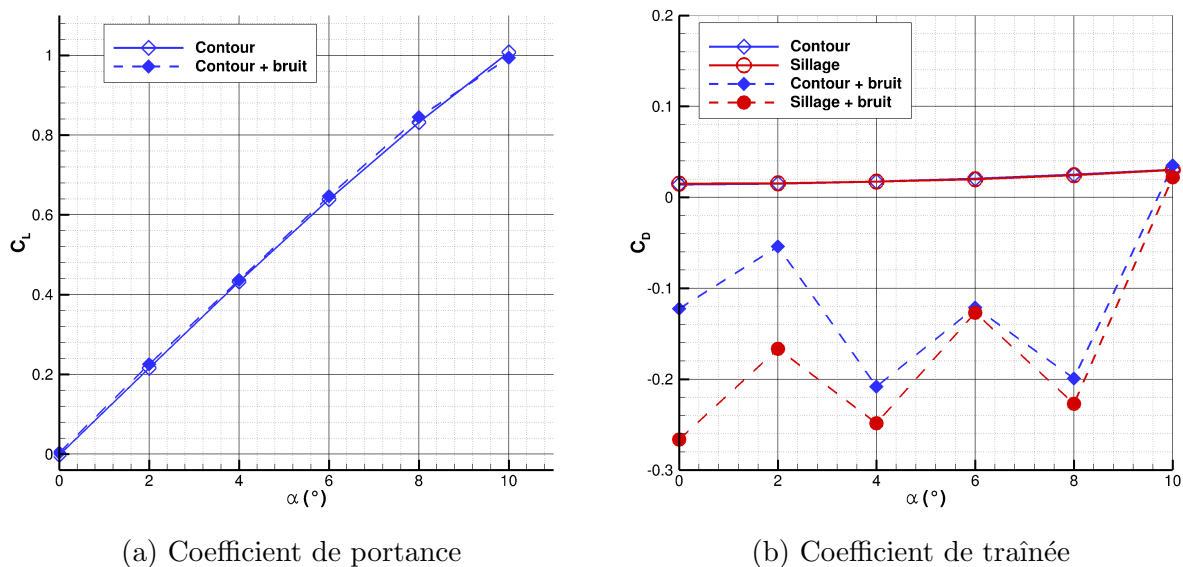 Contour
Contour + bruit
1
0.8
0.6
0.4
0.2
0
C_L
0 2 4 6 8 10
α (°)
(a) Coefficient de portance
Contour
Sillage
Contour + bruit
Sillage + bruit
0.2
0.1
0
-0.1
-0.2
-0.3
C_D
0 2 4 6 8 10
α (°)
(b) Coefficient de traînée